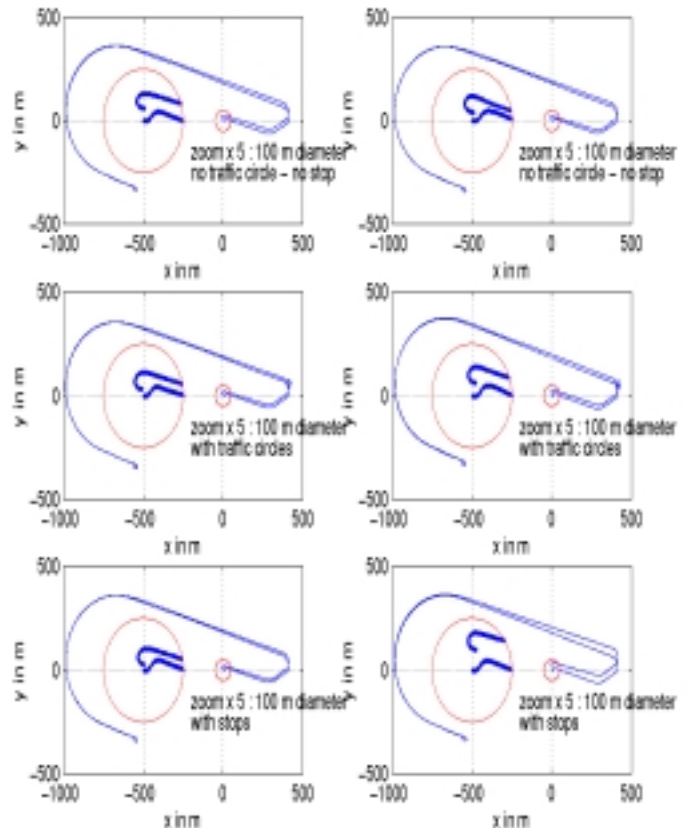 500
500
y in m
y in m
0
0
zoom x 5 : 100 m diameter
no traffic circle – no stop
zoom x 5 : 100 m diameter
no traffic circle – no stop
−500
−500
−1000
−500
0
500
−1000
−500
0
500
x in m
x in m
500
500
y in m
y in m
0
0
zoom x 5 : 100 m diameter
with traffic circles
zoom x 5 : 100 m diameter
with traffic circles
−500
−500
−1000
−500
0
500
−1000
−500
0
500
x in m
x in m
500
500
y in m
y in m
0
0
zoom x 5 : 100 m diameter
with stops
zoom x 5 : 100 m diameter
with stops
−500
−500
−1000
−500
0
500
−1000
−500
0
500
x in m
x in m